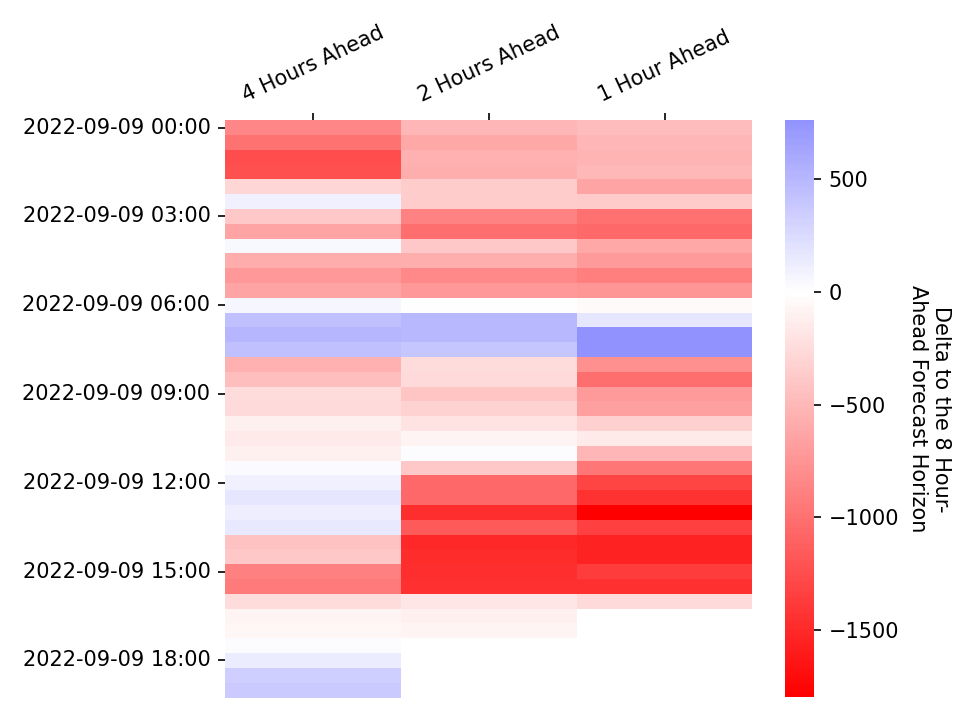 4 Hours Ahead
2 Hours Ahead
1 Hour Ahead
2022-09-09 00:00
2022-09-09 03:00
2022-09-09 06:00
2022-09-09 09:00
2022-09-09 12:00
2022-09-09 15:00
2022-09-09 18:00
500
0
−500
−1000
−1500
Delta to the 8 Hour-
Ahead Forecast Horizon